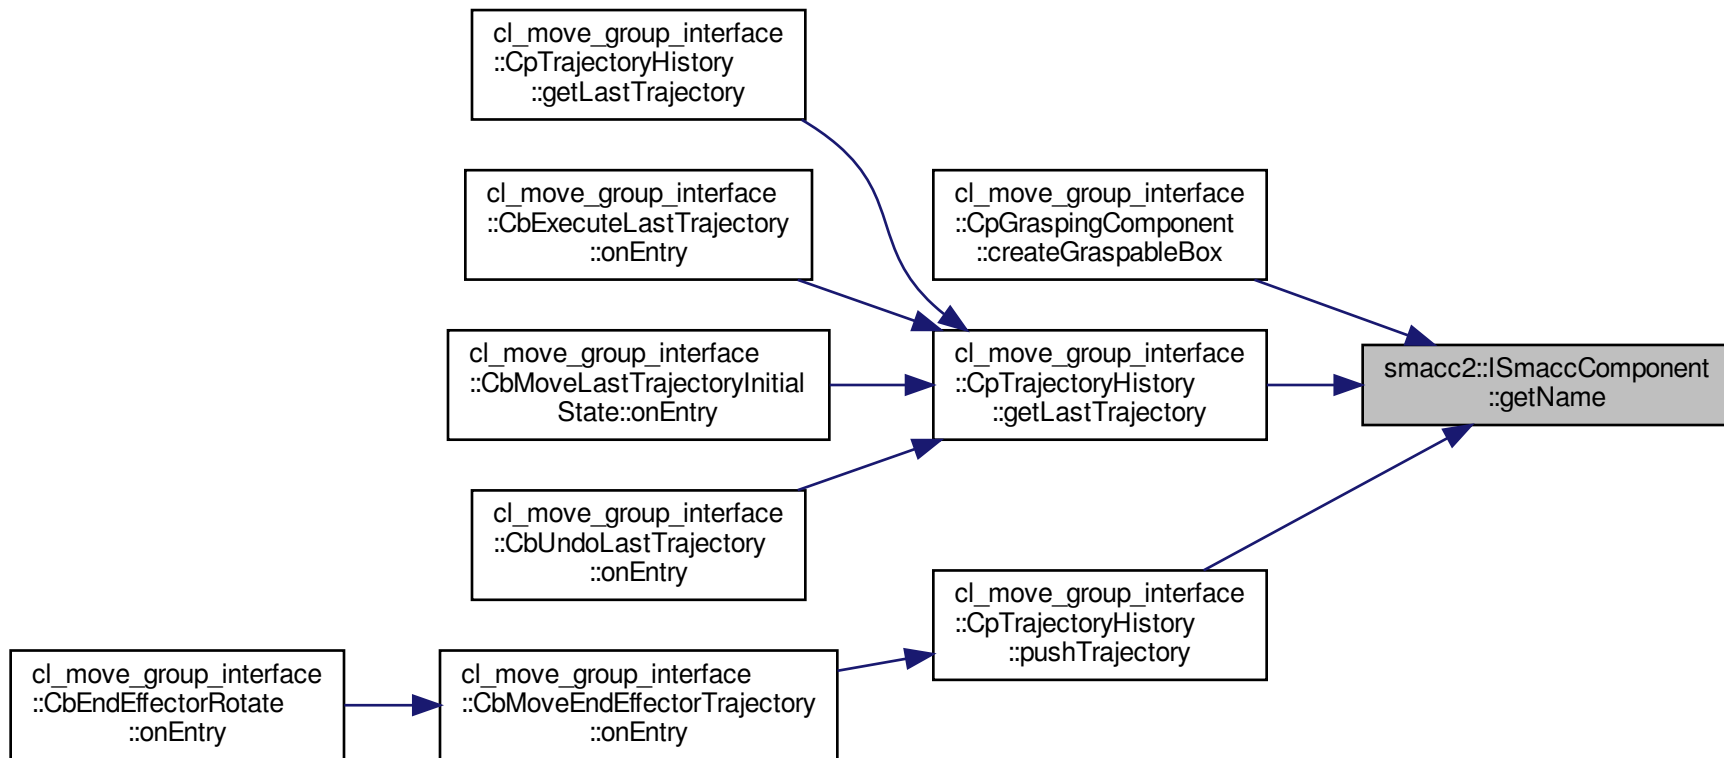 cl_move_group_interface
::CpTrajectoryHistory
::getLastTrajectory
cl_move_group_interface
::CbExecuteLastTrajectory
::onEntry
cl_move_group_interface
::CpGraspingComponent
::createGraspableBox
cl_move_group_interface
::CbMoveLastTrajectoryInitial
State::onEntry
cl_move_group_interface
::CpTrajectoryHistory
::getLastTrajectory
smacc2::ISmaccComponent
::getName
cl_move_group_interface
::CbUndoLastTrajectory
::onEntry
cl_move_group_interface
::CpTrajectoryHistory
::pushTrajectory
cl_move_group_interface
::CbEndEffectorRotate
::onEntry
cl_move_group_interface
::CbMoveEndEffectorTrajectory
::onEntry